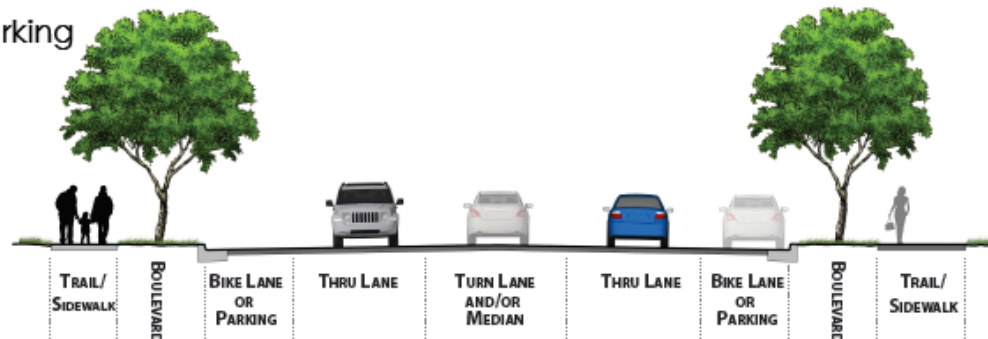 rking
TRAIL/
SIDEWALK
BOULEVARD
BIKE LANE
OR
PARKING
THRU LANE
TURN LANE
AND/OR
MEDIAN
THRU LANE
BIKE LANE
OR
PARKING
BOULEVARD
TRAIL/
SIDEWALK